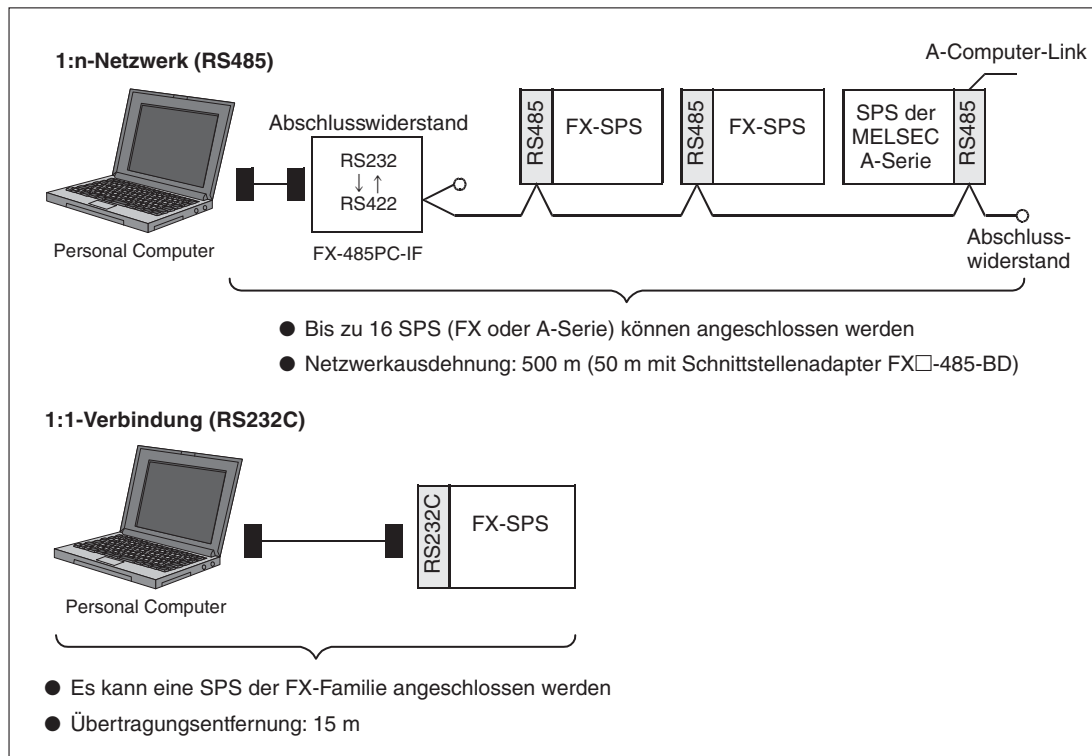 1:n-Netzwerk (RS485)
A-Computer-Link
Abschlusswiderstand
RS232
↓ ↑
RS422
FX-485PC-IF
Personal Computer
RS485
FX-SPS
RS485
FX-SPS
SPS der
MELSEC
A-Serie
RS485
Abschluss-
widerstand
● Bis zu 16 SPS (FX oder A-Serie) können angeschlossen werden
● Netzwerkausdehnung: 500 m (50 m mit Schnittstellenadapter FX□-485-BD)
1:1-Verbindung (RS232C)
RS232C
FX-SPS
Personal Computer
● Es kann eine SPS der FX-Familie angeschlossen werden
● Übertragungsentfernung: 15 m